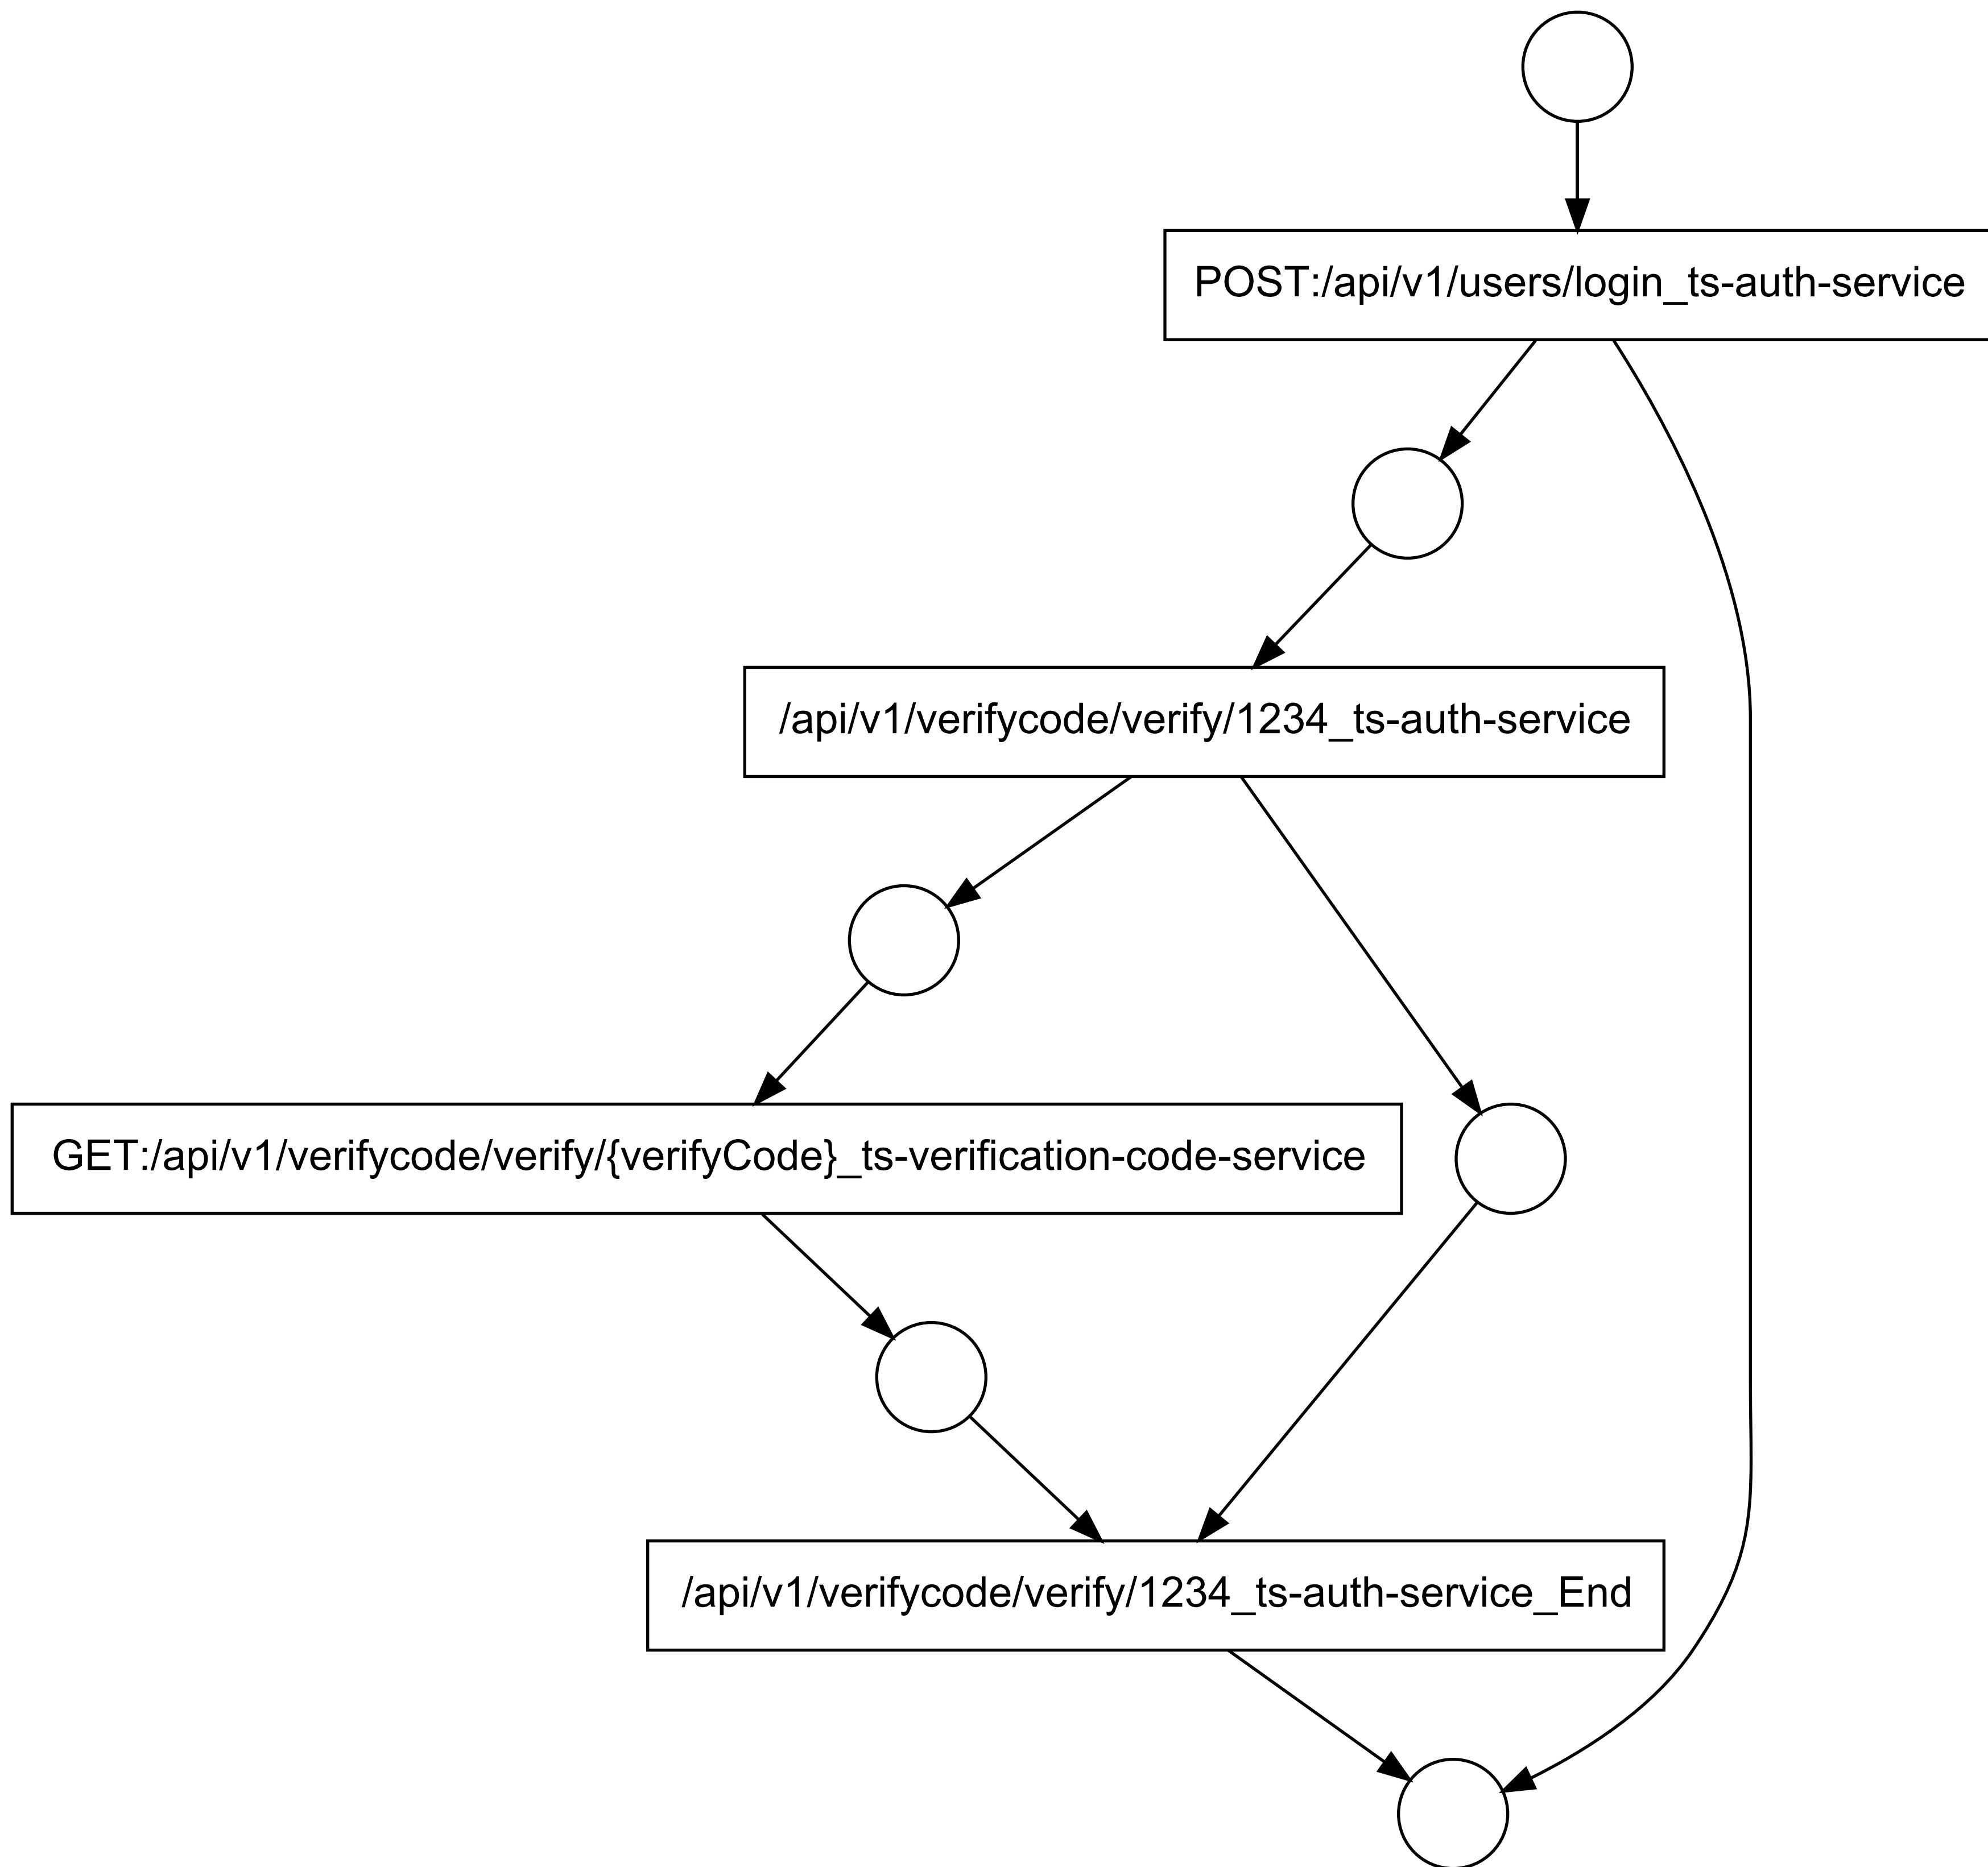 POST:/api/v1/users/login_ts-auth-service
/api/v1/verifycode/verify/1234_ts-auth-service
GET:/api/v1/verifycode/verify/{verifyCode}_ts-verification-code-service
/api/v1/verifycode/verify/1234_ts-auth-service_End